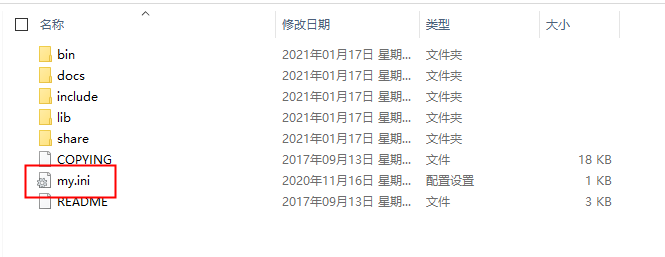 名称 修改日期 类型 大小
bin 2021年01月17日 星期... 文件夹
docs 2021年01月17日 星期... 文件夹
include 2021年01月17日 星期... 文件夹
lib 2021年01月17日 星期... 文件夹
share 2021年01月17日 星期... 文件夹
COPYING 2017年09月13日 星期... 文件 18 KB
my.ini 2020年11月16日 星期... 配置设置 1 KB
README 2017年09月13日 星期... 文件 3 KB